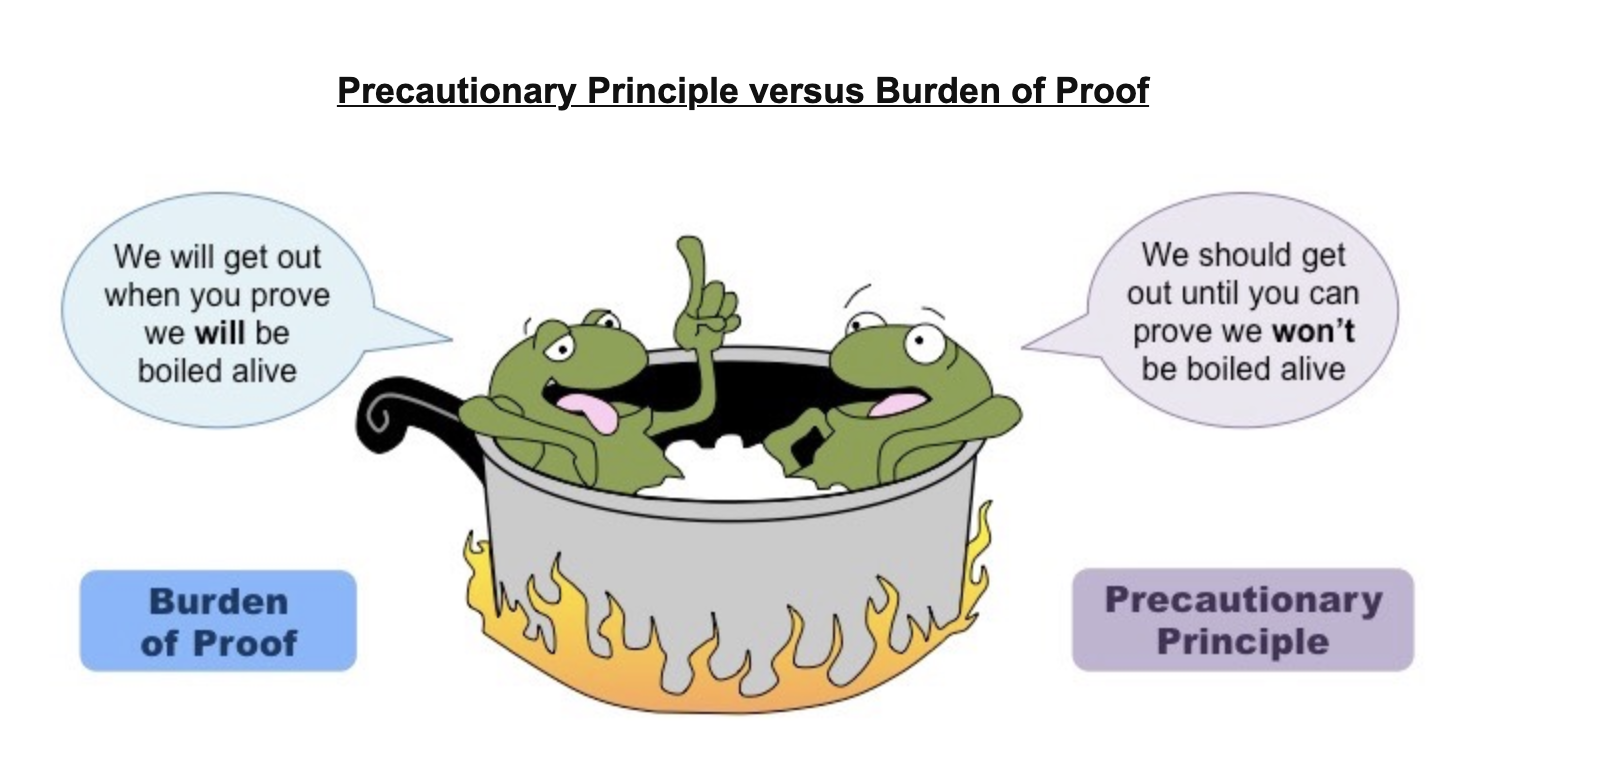 Precautionary Principle versus Burden of Proof
We will get out
when you prove
we will be
boiled alive
We should get
out until you can
prove we won't
be boiled alive
Burden
of Proof
Precautionary
Principle